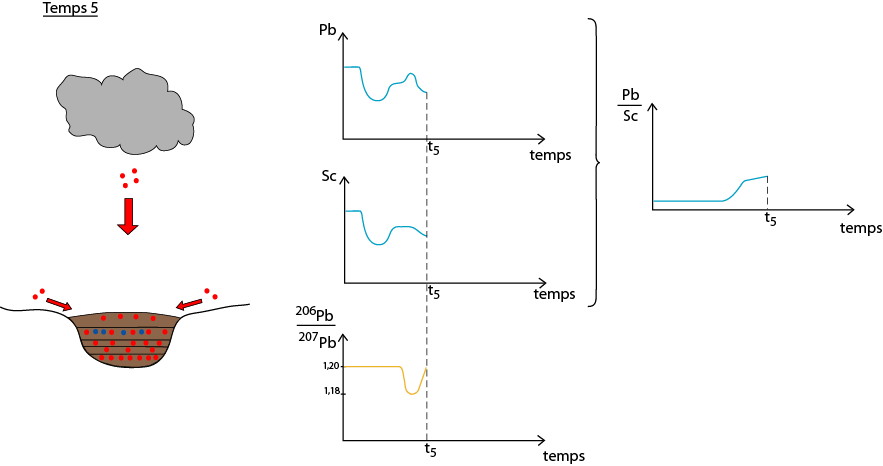 Temps 5
Pb
t5
temps
Sc
t5
temps
206Pb
207Pb
1,20
1,18
t5
temps
Pb
Sc
t5
temps